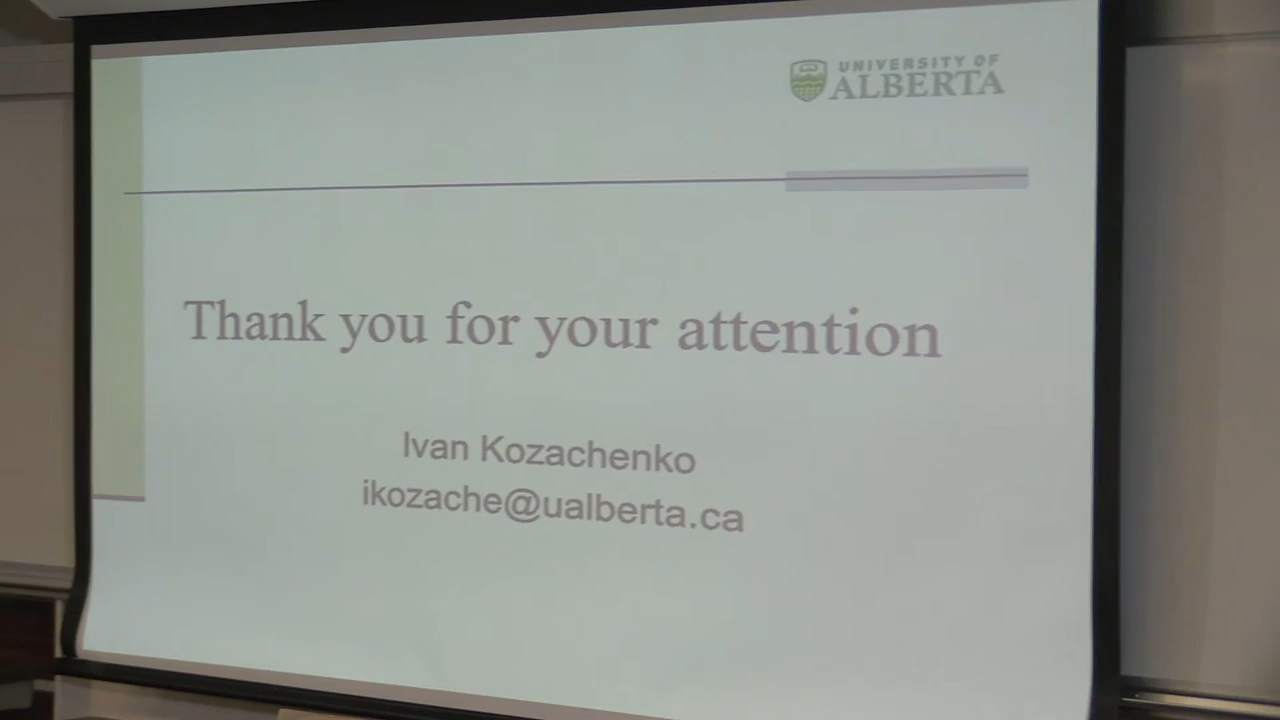 UNIVERSITY OF
ALBERTA
Thank you for your attention
Ivan Kozachenko
ikozache@ualberta.ca